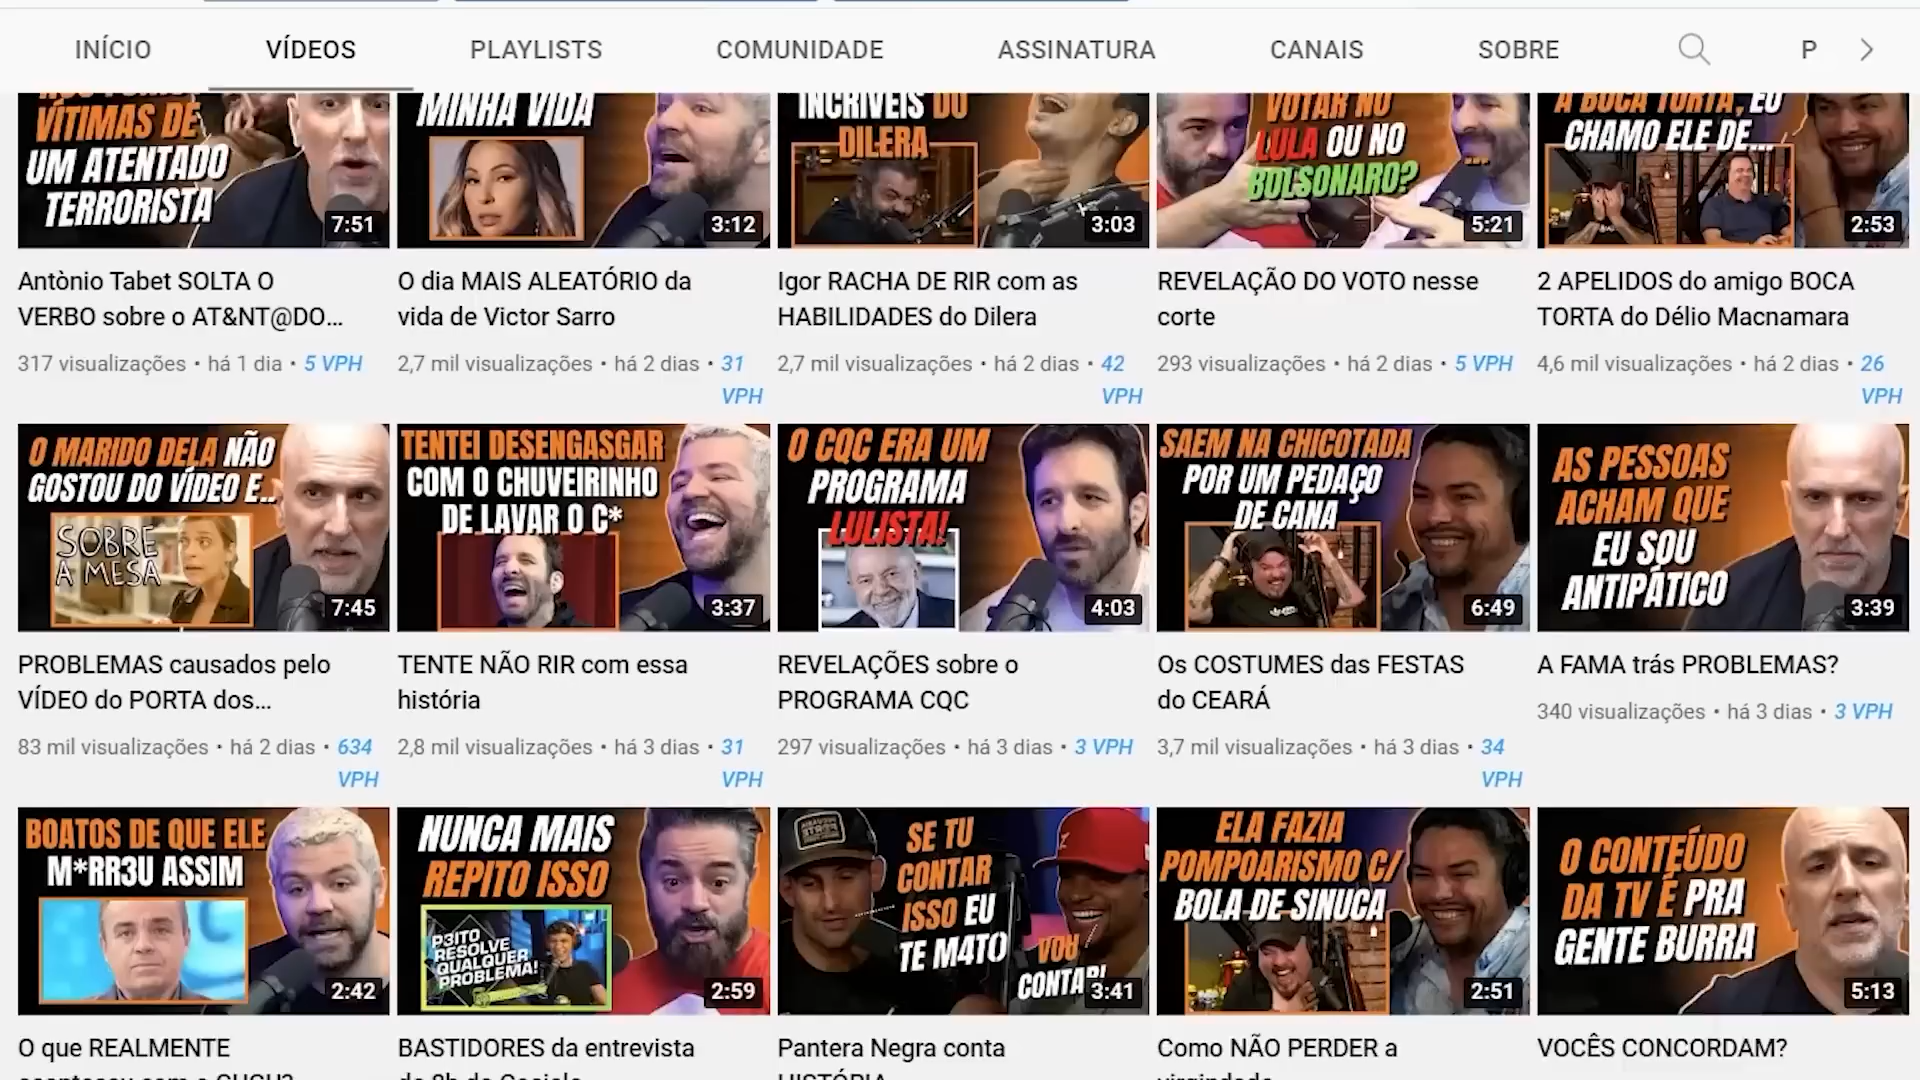 INÍCIO VÍDEOS PLAYLISTS COMUNIDADE ASSINATURA CANAIS SOBRE P
VÍTIMAS DE
UM ATENTADO
TERRORISTA
7:51
MINHA VIDA
3:12
INCRÍVEIS DO
DILERA
3:03
VOTAR NO
LULA OU NO
BOLSONARO?
5:21
A BOCA TORTA, EU
CHAMO ELE DE...
2:53
Antònio Tabet SOLTA O
VERBO sobre o AT&NT@DO...
317 visualizações • há 1 dia • 5 VPH
O dia MAIS ALEATÓRIO da
vida de Victor Sarro
2,7 mil visualizações • há 2 dias • 31
VPH
Igor RACHA DE RIR com as
HABILIDADES do Dilera
2,7 mil visualizações • há 2 dias • 42
VPH
REVELAÇÃO DO VOTO nesse
corte
293 visualizações • há 2 dias • 5 VPH
2 APELIDOS do amigo BOCA
TORTA do Délio Macnamara
4,6 mil visualizações • há 2 dias • 26
VPH
O MARIDO DELA NÃO
GOSTOU DO VÍDEO E...
SOBRE
A MESA
7:45
TENTEI DESENGASGAR
COM O CHUVEIRINHO
DE LAVAR O C*
3:37
O CQC ERA UM
PROGRAMA
LULISTA!
4:03
SAEM NA CHICOTADA
POR UM PEDAÇO
DE CANA
6:49
AS PESSOAS
ACHAM QUE
EU SOU
ANTIPÁTICO
3:39
PROBLEMAS causados pelo
VÍDEO do PORTA dos...
83 mil visualizações • há 2 dias • 634
VPH
TENTE NÃO RIR com essa
história
2,8 mil visualizações • há 3 dias • 31
VPH
REVELAÇÕES sobre o
PROGRAMA CQC
297 visualizações • há 3 dias • 3 VPH
Os COSTUMES das FESTAS
do CEARÁ
3,7 mil visualizações • há 3 dias • 34
VPH
A FAMA trás PROBLEMAS?
340 visualizações • há 3 dias • 3 VPH
BOATOS DE QUE ELE
M*RR3U ASSIM
2:42
NUNCA MAIS
REPITO ISSO
P3ITO
RESOLVE
QUALQUER
PROBLEMA!
2:59
SE TU
CONTAR
ISSO EU
TE M4TO
VOU
CONTAR!
3:41
ELA FAZIA
POMPOARISMO C/
BOLA DE SINUCA
2:51
O CONTEÚDO
DA TV É PRA
GENTE BURRA
5:13
O que REALMENTE
BASTIDORES da entrevista
Pantera Negra conta
HISTÓRIA
Como NÃO PERDER a
virgindade
VOCÊS CONCORDAM?